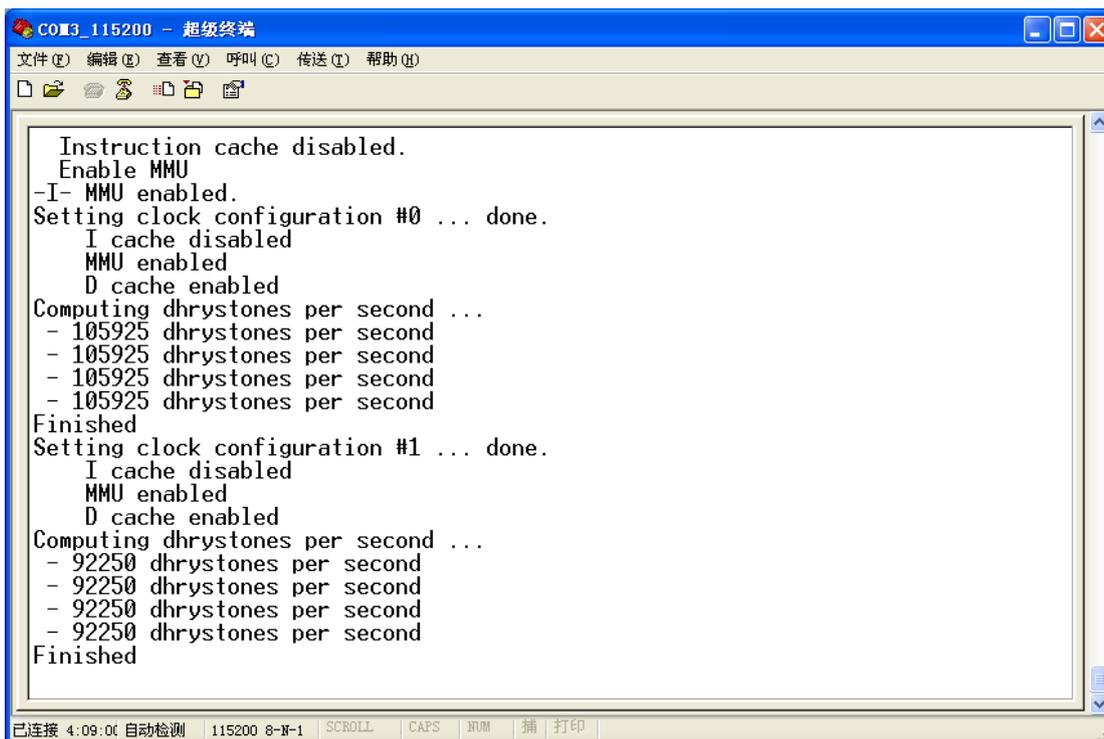 COM3_115200 - 超级终端
文件(F) 编辑(E) 查看(V) 呼叫(C) 传送(T) 帮助(H)
Instruction cache disabled.
Enable MMU
-I- MMU enabled.
Setting clock configuration #0 ... done.
I cache disabled
MMU enabled
D cache enabled
Computing dhrystones per second ...
- 105925 dhrystones per second
- 105925 dhrystones per second
- 105925 dhrystones per second
- 105925 dhrystones per second
Finished
Setting clock configuration #1 ... done.
I cache disabled
MMU enabled
D cache enabled
Computing dhrystones per second ...
- 92250 dhrystones per second
- 92250 dhrystones per second
- 92250 dhrystones per second
- 92250 dhrystones per second
Finished
已连接 4:09:00 自动检测 115200 8-N-1 SCROLL CAPS NUM 捕 打印